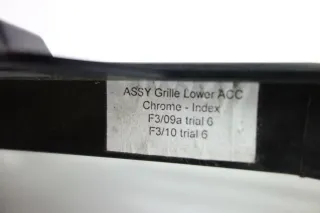 ASSY Grille Lower ACC
Chrome - Index
F3/09a trial 6
F3/10 trial 6